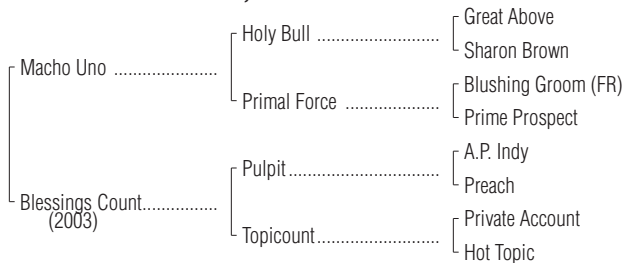 Great Above
Holy Bull ..................................
Sharon Brown
Macho Uno ......................
Blushing Groom (FR)
Primal Force ..........................
Prime Prospect
A.P. Indy
Pulpit..........................................
Preach
Blessings Count................
(2003)
Private Account
Topicount..................................
Hot Topic